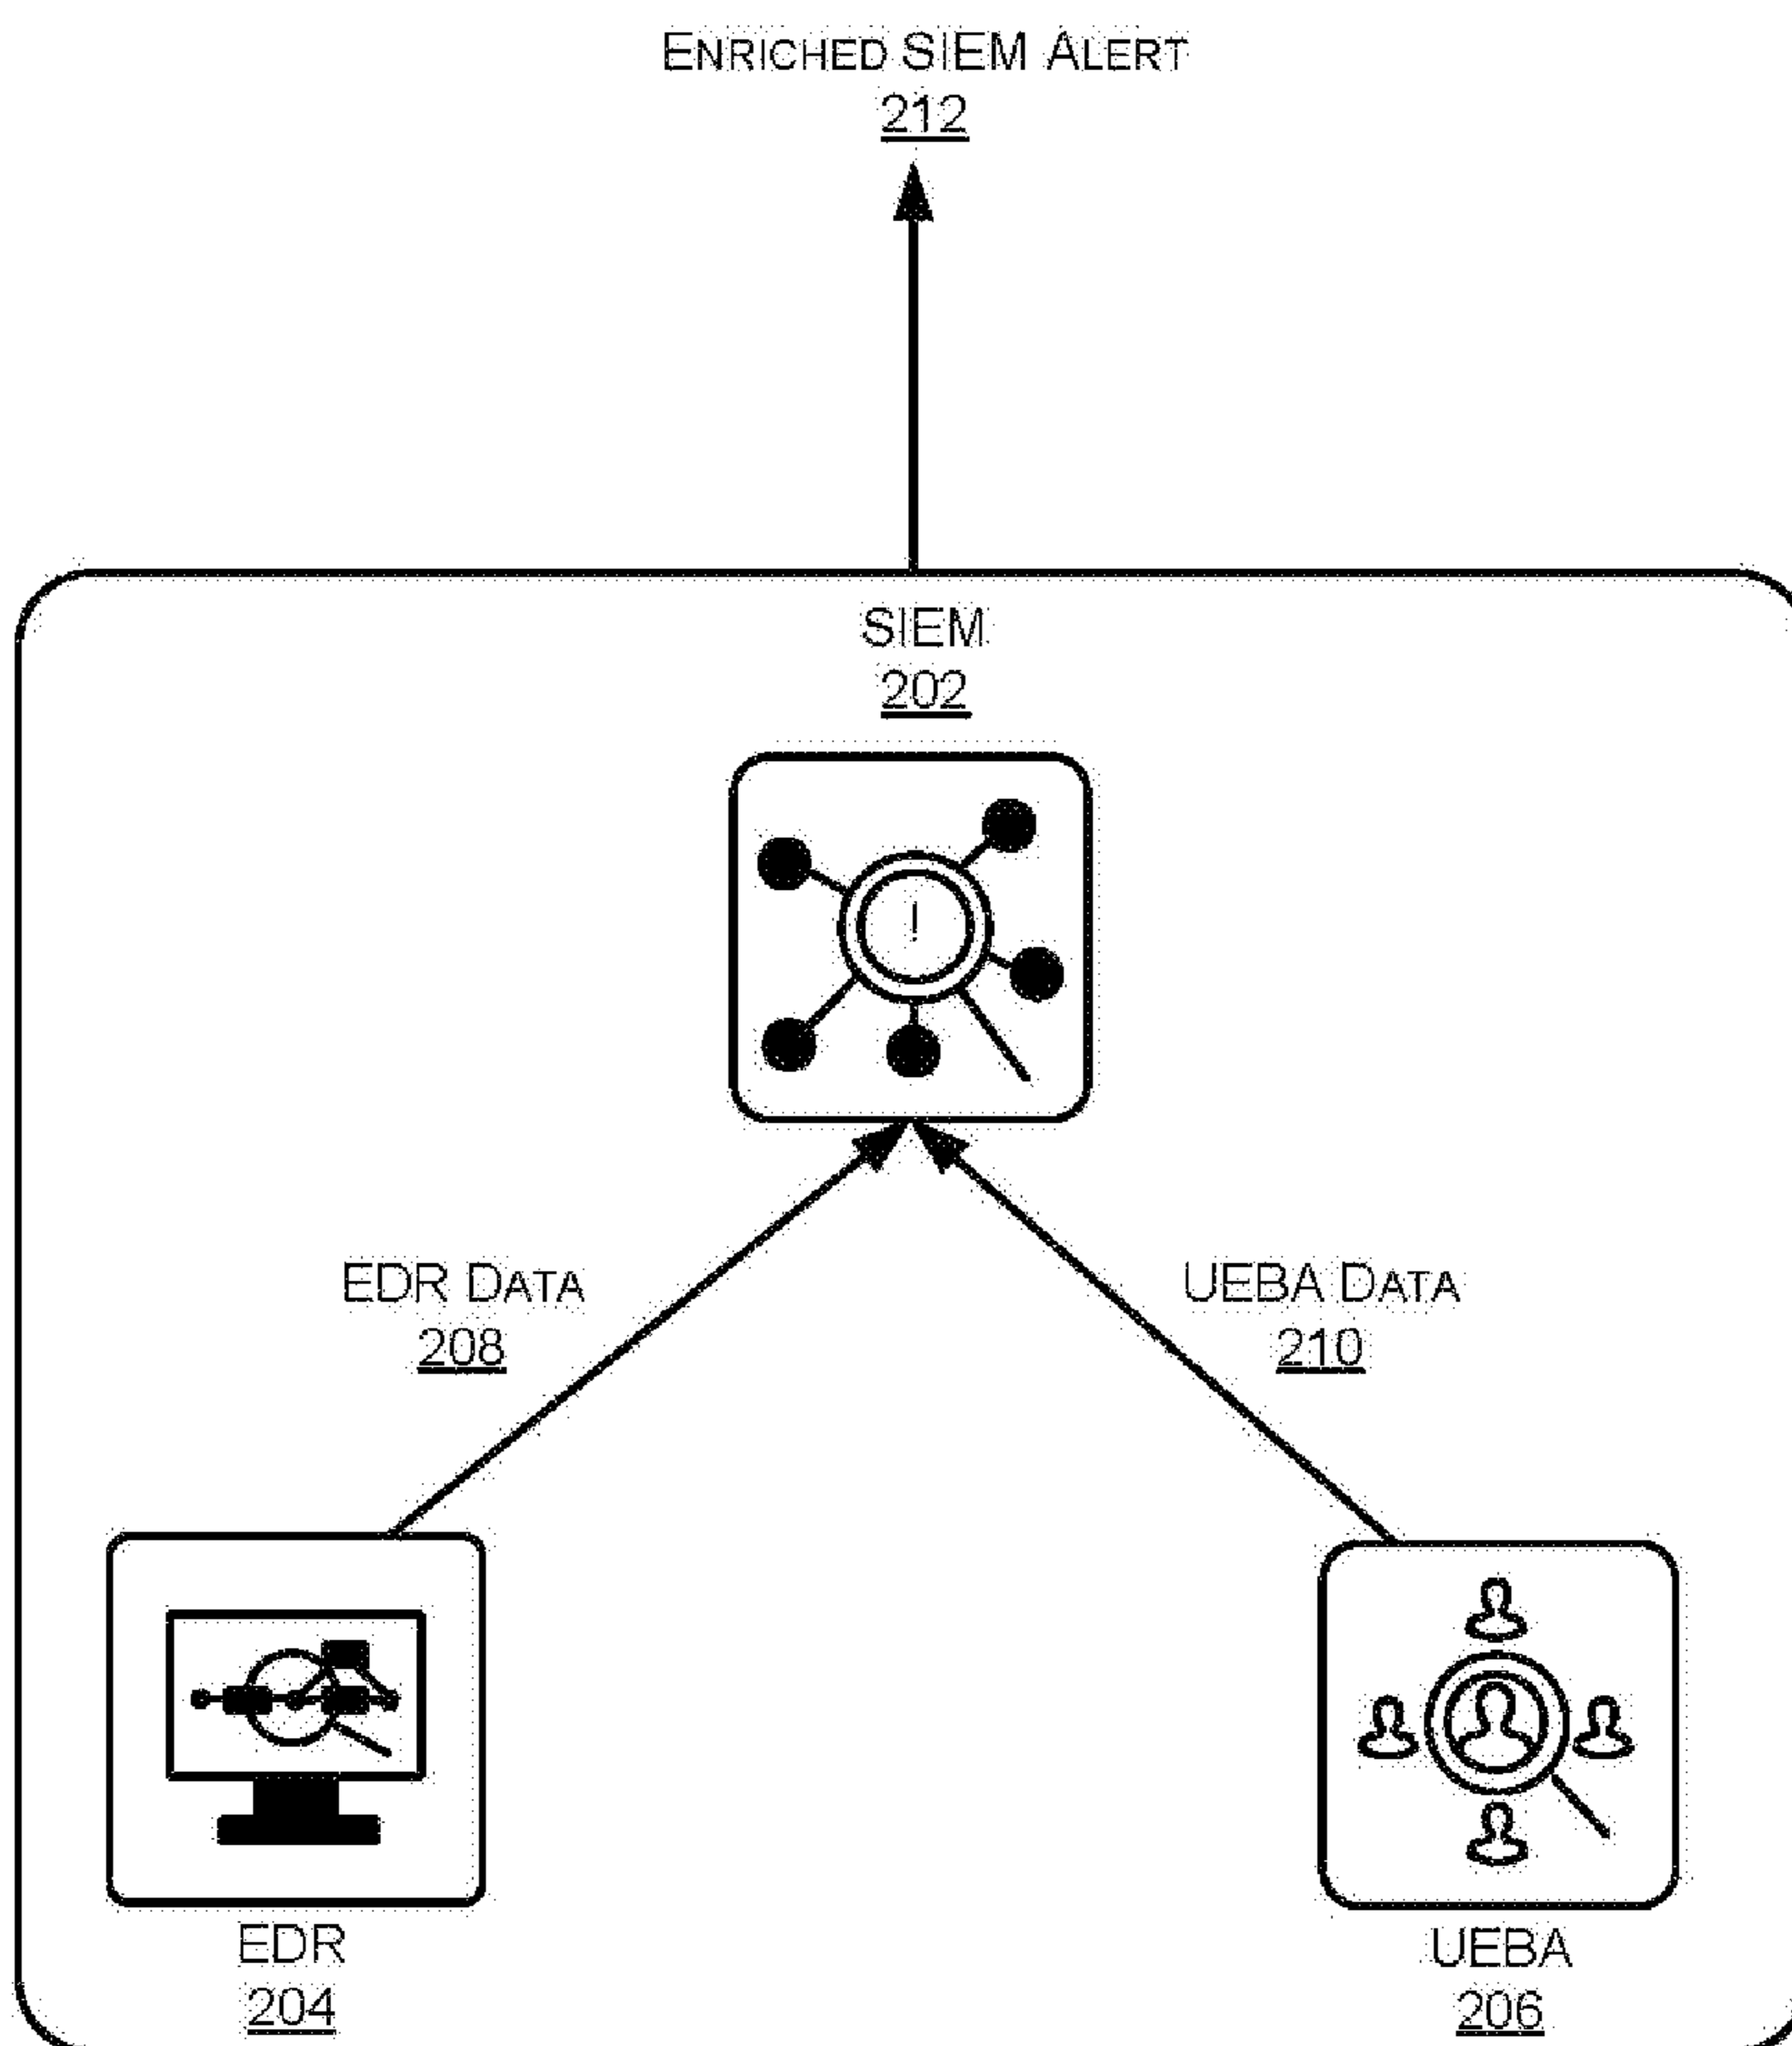 ENRICHED SIEM ALERT
212
SIEM
202
!
EDR DATA
208
UEBA DATA
210
EDR
204
UEBA
206